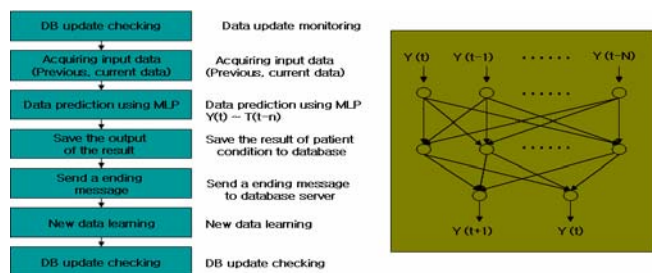 DB update checking
Data update monitoring
Acquiring input data
(Previous, current data)
Acquiring input data
(Previous, current data)
Data prediction using MLP
Data prediction using MLP
Y(t) ~ T(t-n)
Save the output
of the result
Save the result of patient
condition to database
Send a ending
message
Send a ending message
to database server
New data learning
New data learning
DB update checking
DB update checking
Y(t) Y(t-1) ...... Y(t-N)
......
......
Y(t+1) Y(t)